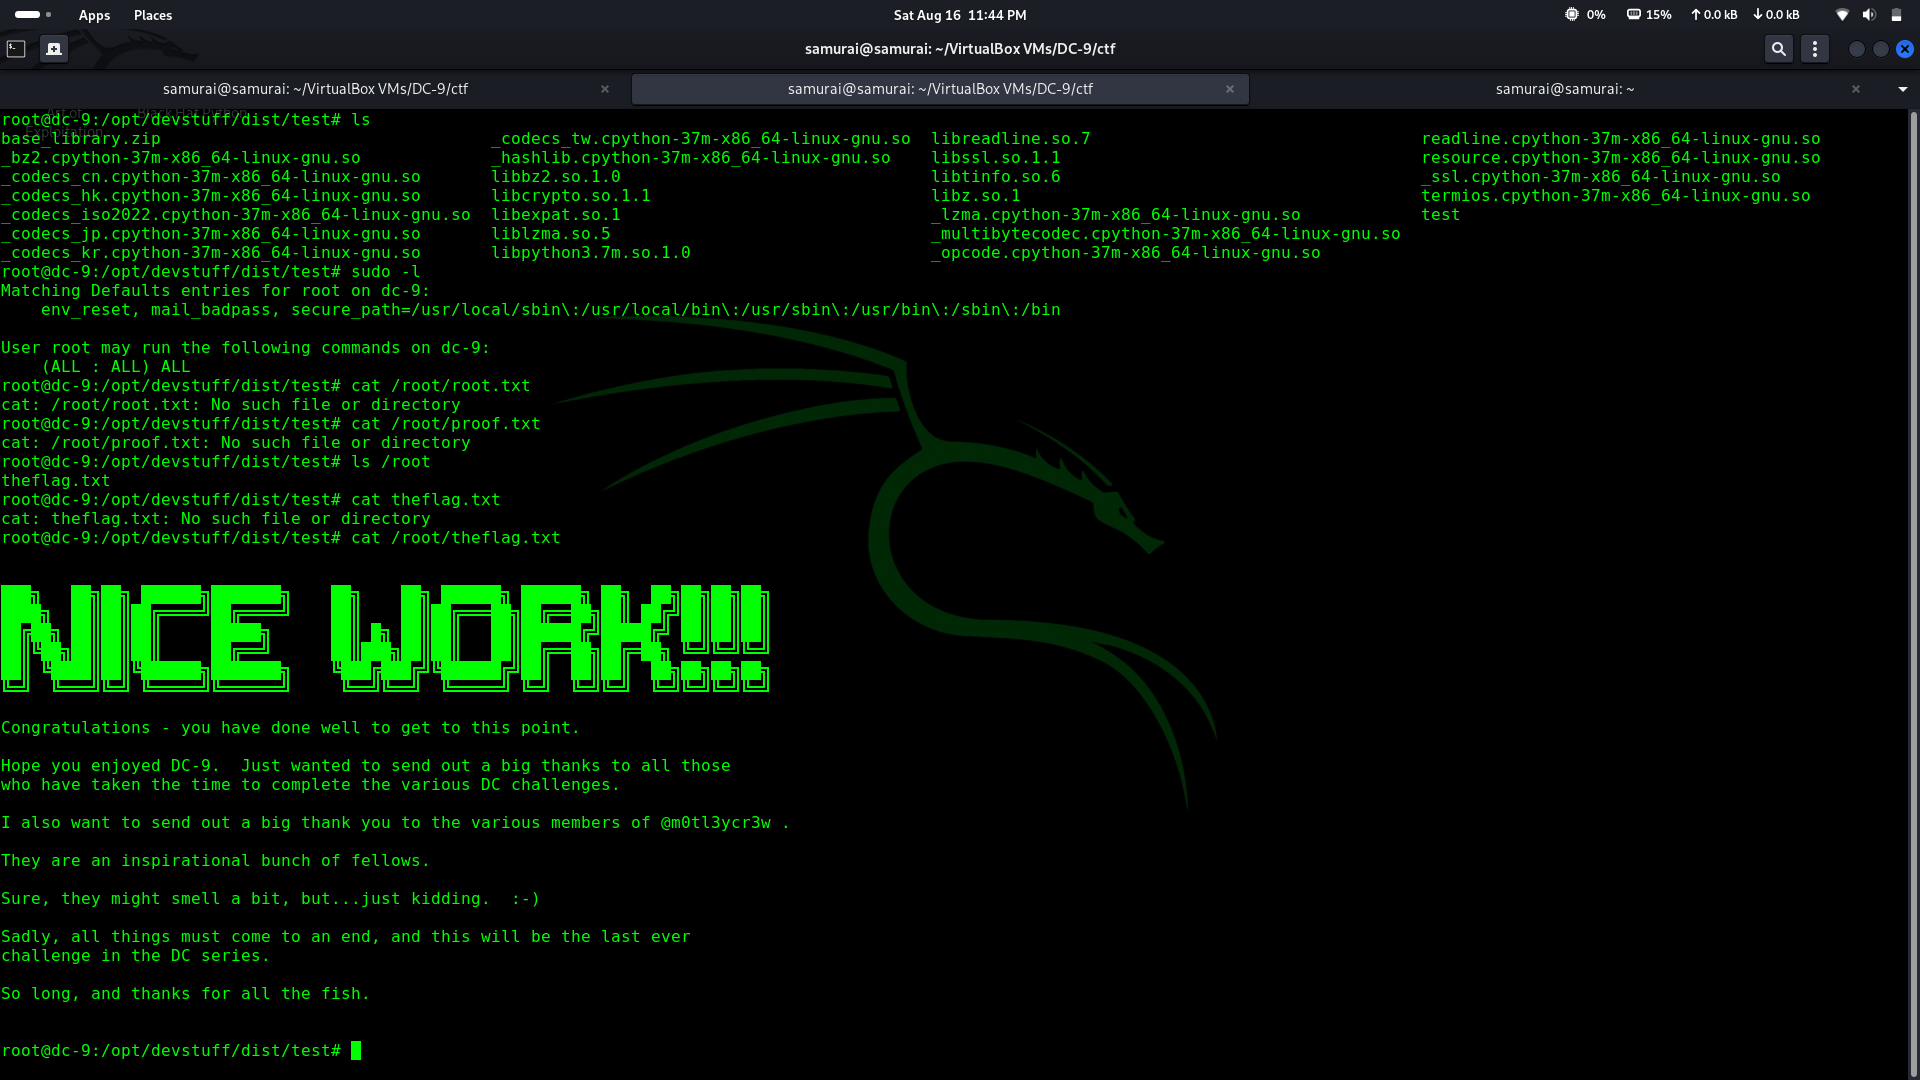 Apps Places Sat Aug 16 11:44 PM 0% 15% 0.0 kB 0.0 kB
samurai@samurai: ~/VirtualBox VMs/DC-9/ctf
samurai@samurai: ~/VirtualBox VMs/DC-9/ctf samurai@samurai: ~/VirtualBox VMs/DC-9/ctf samurai@samurai: ~
Art of Exploitation Black Hat Python
root@dc-9:/opt/devstuff/dist/test# ls
base_library.zip _codecs_tw.cpython-37m-x86_64-linux-gnu.so libreadline.so.7 readline.cpython-37m-x86_64-linux-gnu.so
_bz2.cpython-37m-x86_64-linux-gnu.so _hashlib.cpython-37m-x86_64-linux-gnu.so libssl.so.1.1 resource.cpython-37m-x86_64-linux-gnu.so
_codecs_cn.cpython-37m-x86_64-linux-gnu.so libbz2.so.1.0 libtinfo.so.6 _ssl.cpython-37m-x86_64-linux-gnu.so
_codecs_hk.cpython-37m-x86_64-linux-gnu.so libcrypto.so.1.1 libz.so.1 termios.cpython-37m-x86_64-linux-gnu.so
_codecs_iso2022.cpython-37m-x86_64-linux-gnu.so libexpat.so.1 _lzma.cpython-37m-x86_64-linux-gnu.so test
_codecs_jp.cpython-37m-x86_64-linux-gnu.so liblzma.so.5 _multibytecodec.cpython-37m-x86_64-linux-gnu.so
_codecs_kr.cpython-37m-x86_64-linux-gnu.so libpython3.7m.so.1.0 _opcode.cpython-37m-x86_64-linux-gnu.so
root@dc-9:/opt/devstuff/dist/test# sudo -l
Matching Defaults entries for root on dc-9:
env_reset, mail_badpass, secure_path=/usr/local/sbin\:/usr/local/bin\:/usr/sbin\:/usr/bin\:/sbin\:/bin
User root may run the following commands on dc-9:
(ALL : ALL) ALL
root@dc-9:/opt/devstuff/dist/test# cat /root/root.txt
cat: /root/root.txt: No such file or directory
root@dc-9:/opt/devstuff/dist/test# cat /root/proof.txt
cat: /root/proof.txt: No such file or directory
root@dc-9:/opt/devstuff/dist/test# ls /root
theflag.txt
root@dc-9:/opt/devstuff/dist/test# cat theflag.txt
cat: theflag.txt: No such file or directory
root@dc-9:/opt/devstuff/dist/test# cat /root/theflag.txt
NICE WORK!!!
Congratulations - you have done well to get to this point.
Hope you enjoyed DC-9.  Just wanted to send out a big thanks to all those
who have taken the time to complete the various DC challenges.
I also want to send out a big thank you to the various members of @m0tl3ycr3w .
They are an inspirational bunch of fellows.
Sure, they might smell a bit, but...just kidding.  :-)
Sadly, all things must come to an end, and this will be the last ever
challenge in the DC series.
So long, and thanks for all the fish.
root@dc-9:/opt/devstuff/dist/test#